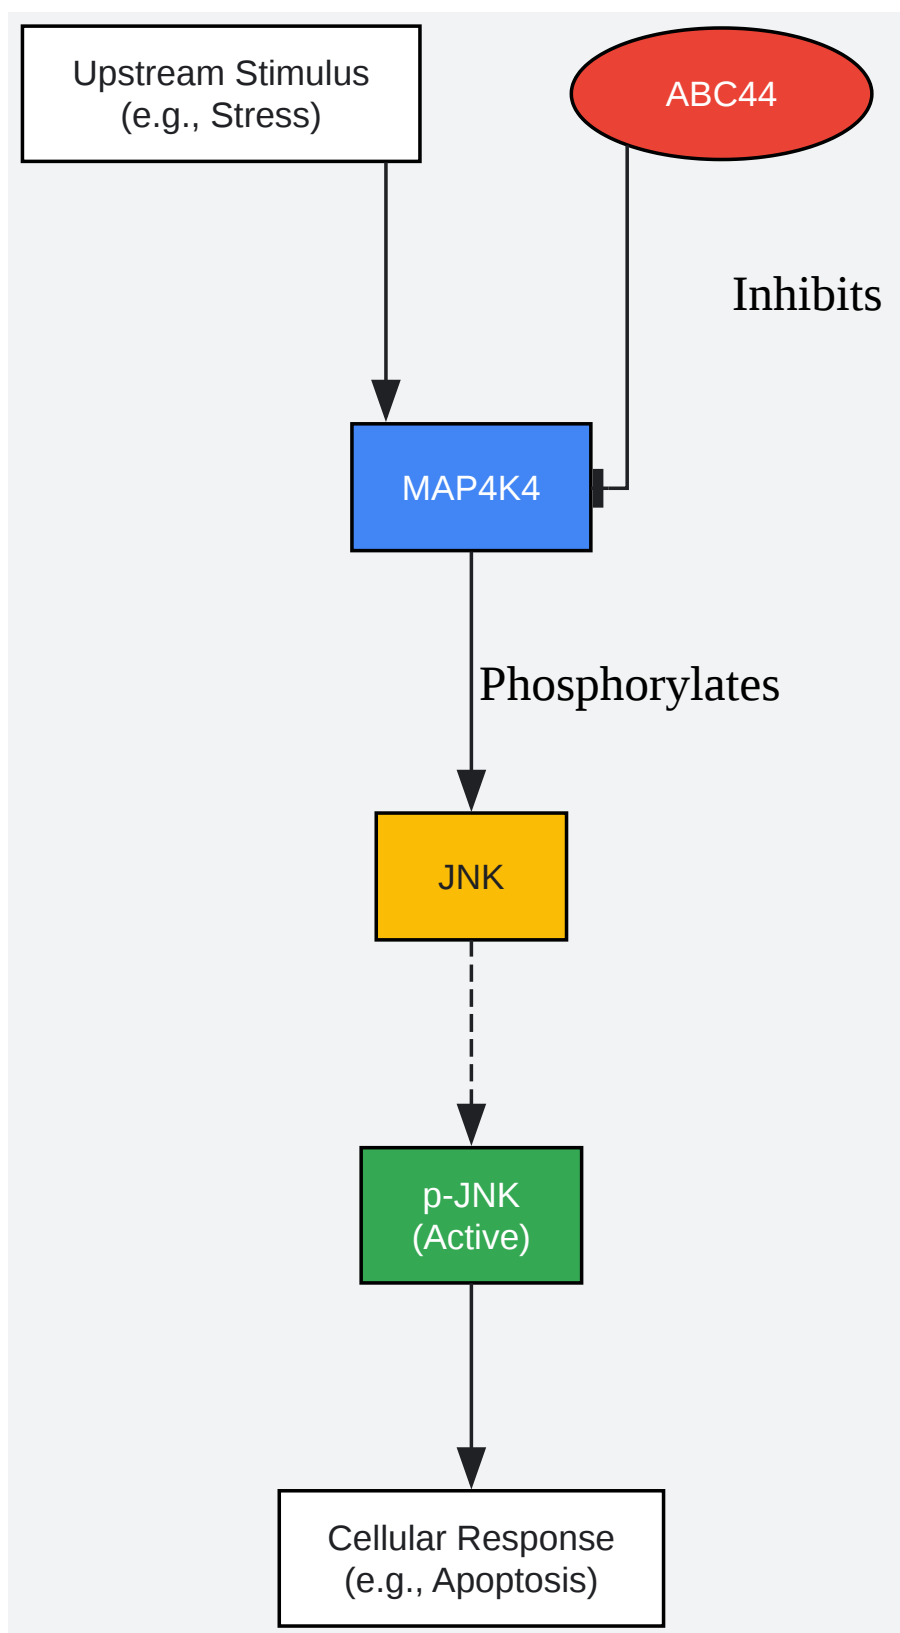 Upstream Stimulus
(e.g., Stress)
ABC44
Inhibits
MAP4K4
Phosphorylates
JNK
p-JNK
(Active)
Cellular Response
(e.g., Apoptosis)